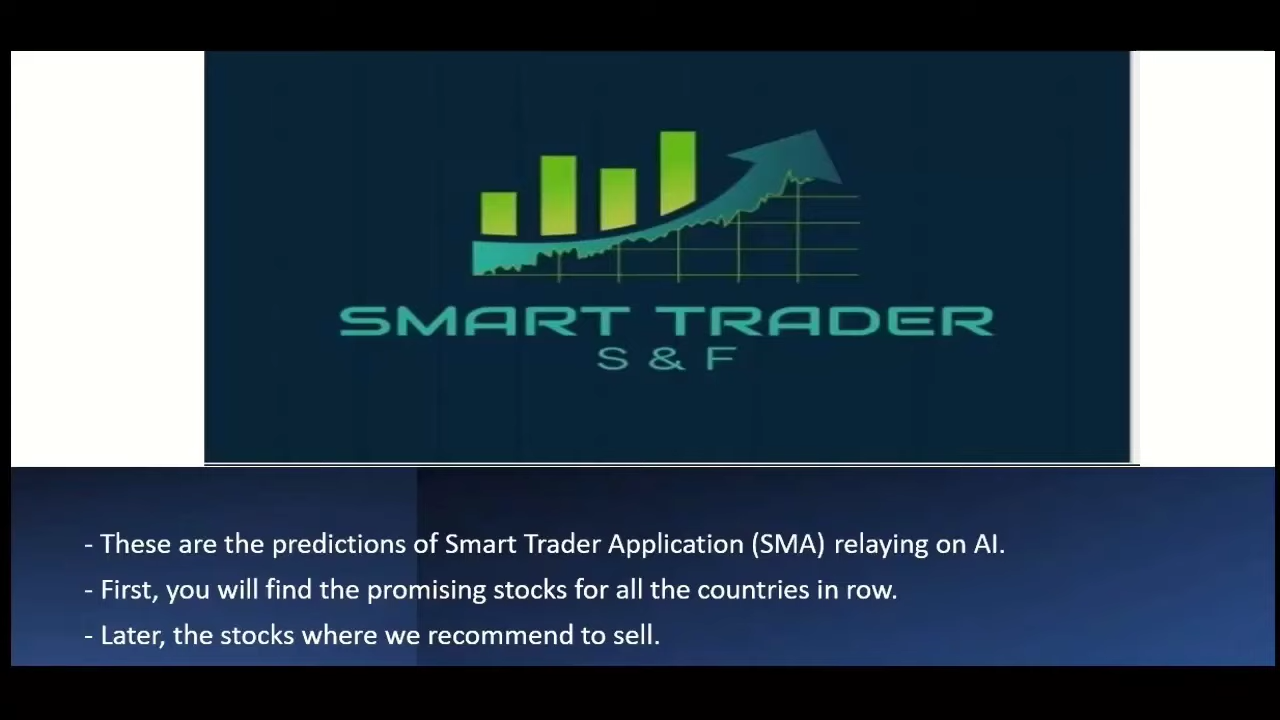 SMART TRADER
S & F
- These are the predictions of Smart Trader Application (SMA) relaying on AI.
- First, you will find the promising stocks for all the countries in row.
- Later, the stocks where we recommend to sell.